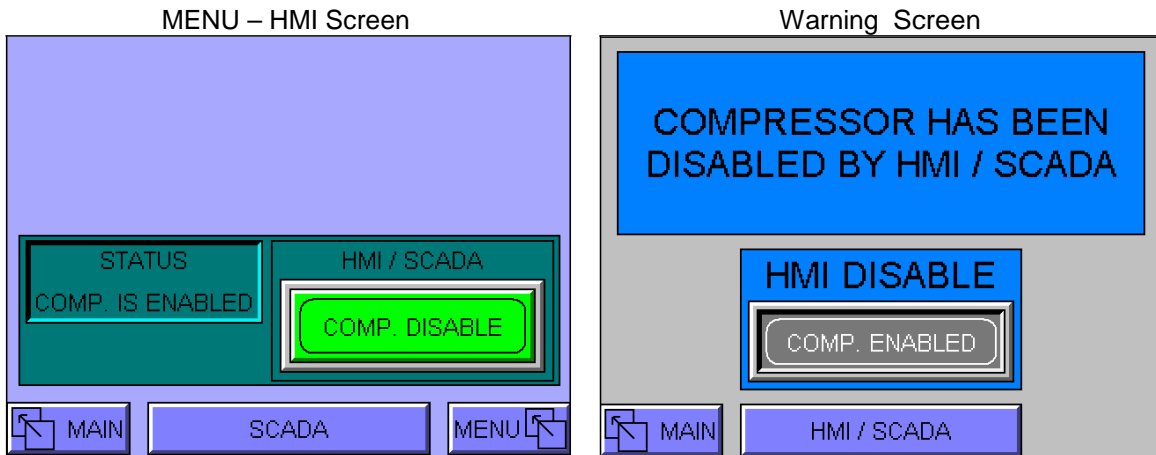 MENU – HMI Screen
STATUS
COMP. IS ENABLED
HMI / SCADA
COMP. DISABLE
MAIN
SCADA
MENU
Warning Screen
COMPRESSOR HAS BEEN
DISABLED BY HMI / SCADA
HMI DISABLE
COMP. ENABLED
MAIN
HMI / SCADA